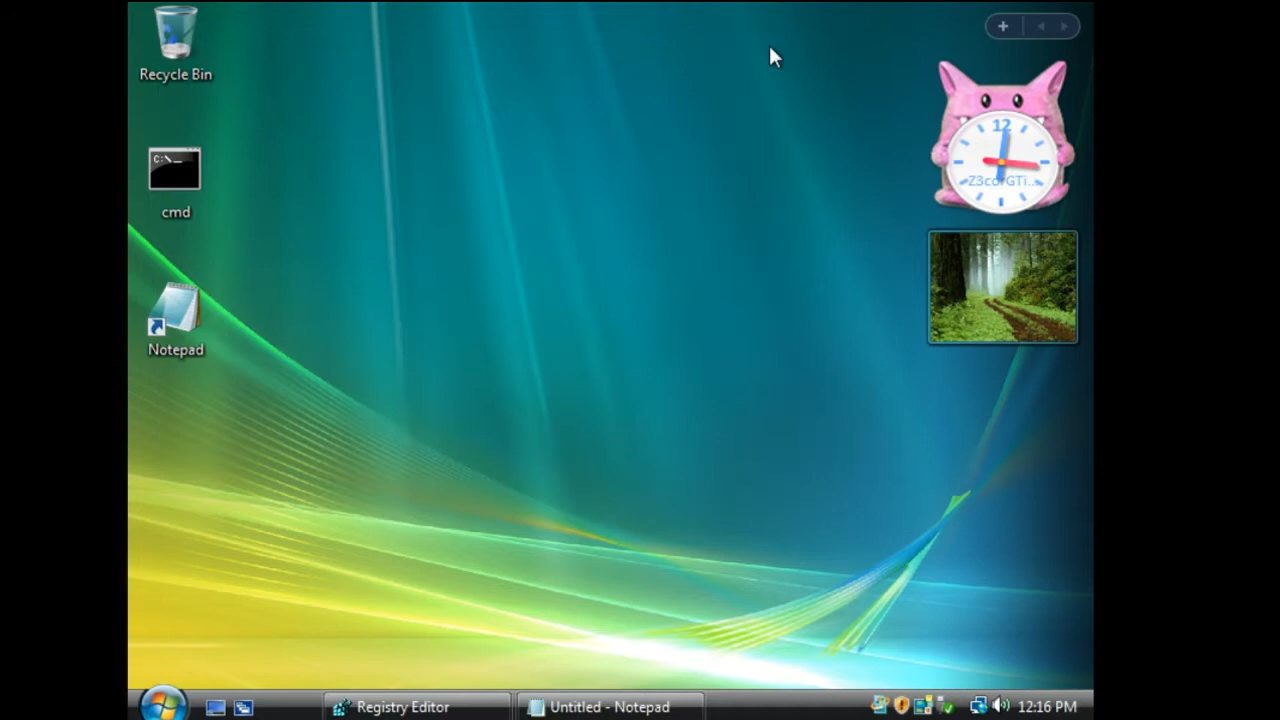 Recycle Bin
C:\_
cmd
Notepad
12
Registry Editor
Untitled - Notepad
12:16 PM